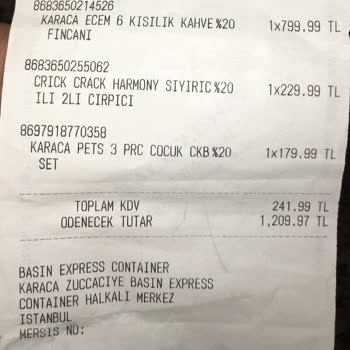 8683650214526
KARACA ECEM 6 KISILIK KAHVE %20 1x799.99 TL
FINCANI
8683650255062
CRICK CRACK HARMONY SIYIRIC %20 1x229.99 TL
ILI 2LI CIRPICI
8697918770358
KARACA PETS 3 PRC COCUK CKB %20 1x179.99 TL
SET
TOPLAM KDV 241.99 TL
ODENECEK TUTAR 1,209.97 TL
BASIN EXPRESS CONTAINER
KARACA ZUCCACIYE BASIN EXPRESS
CONTAINER HALKALI MERKEZ
ISTANBUL
MERSIS NO: